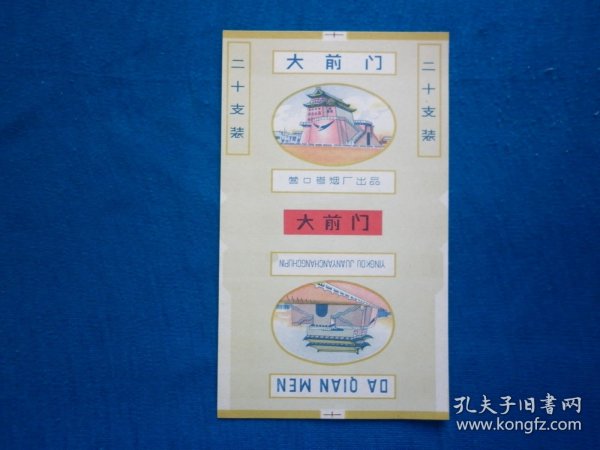 大前门
二十支装
二十支装
营口卷烟厂出品
大前门
YINGKOU JUANYANCHANGCHUPIN
DA QIAN MEN
孔夫子旧书网
www.kongfz.com